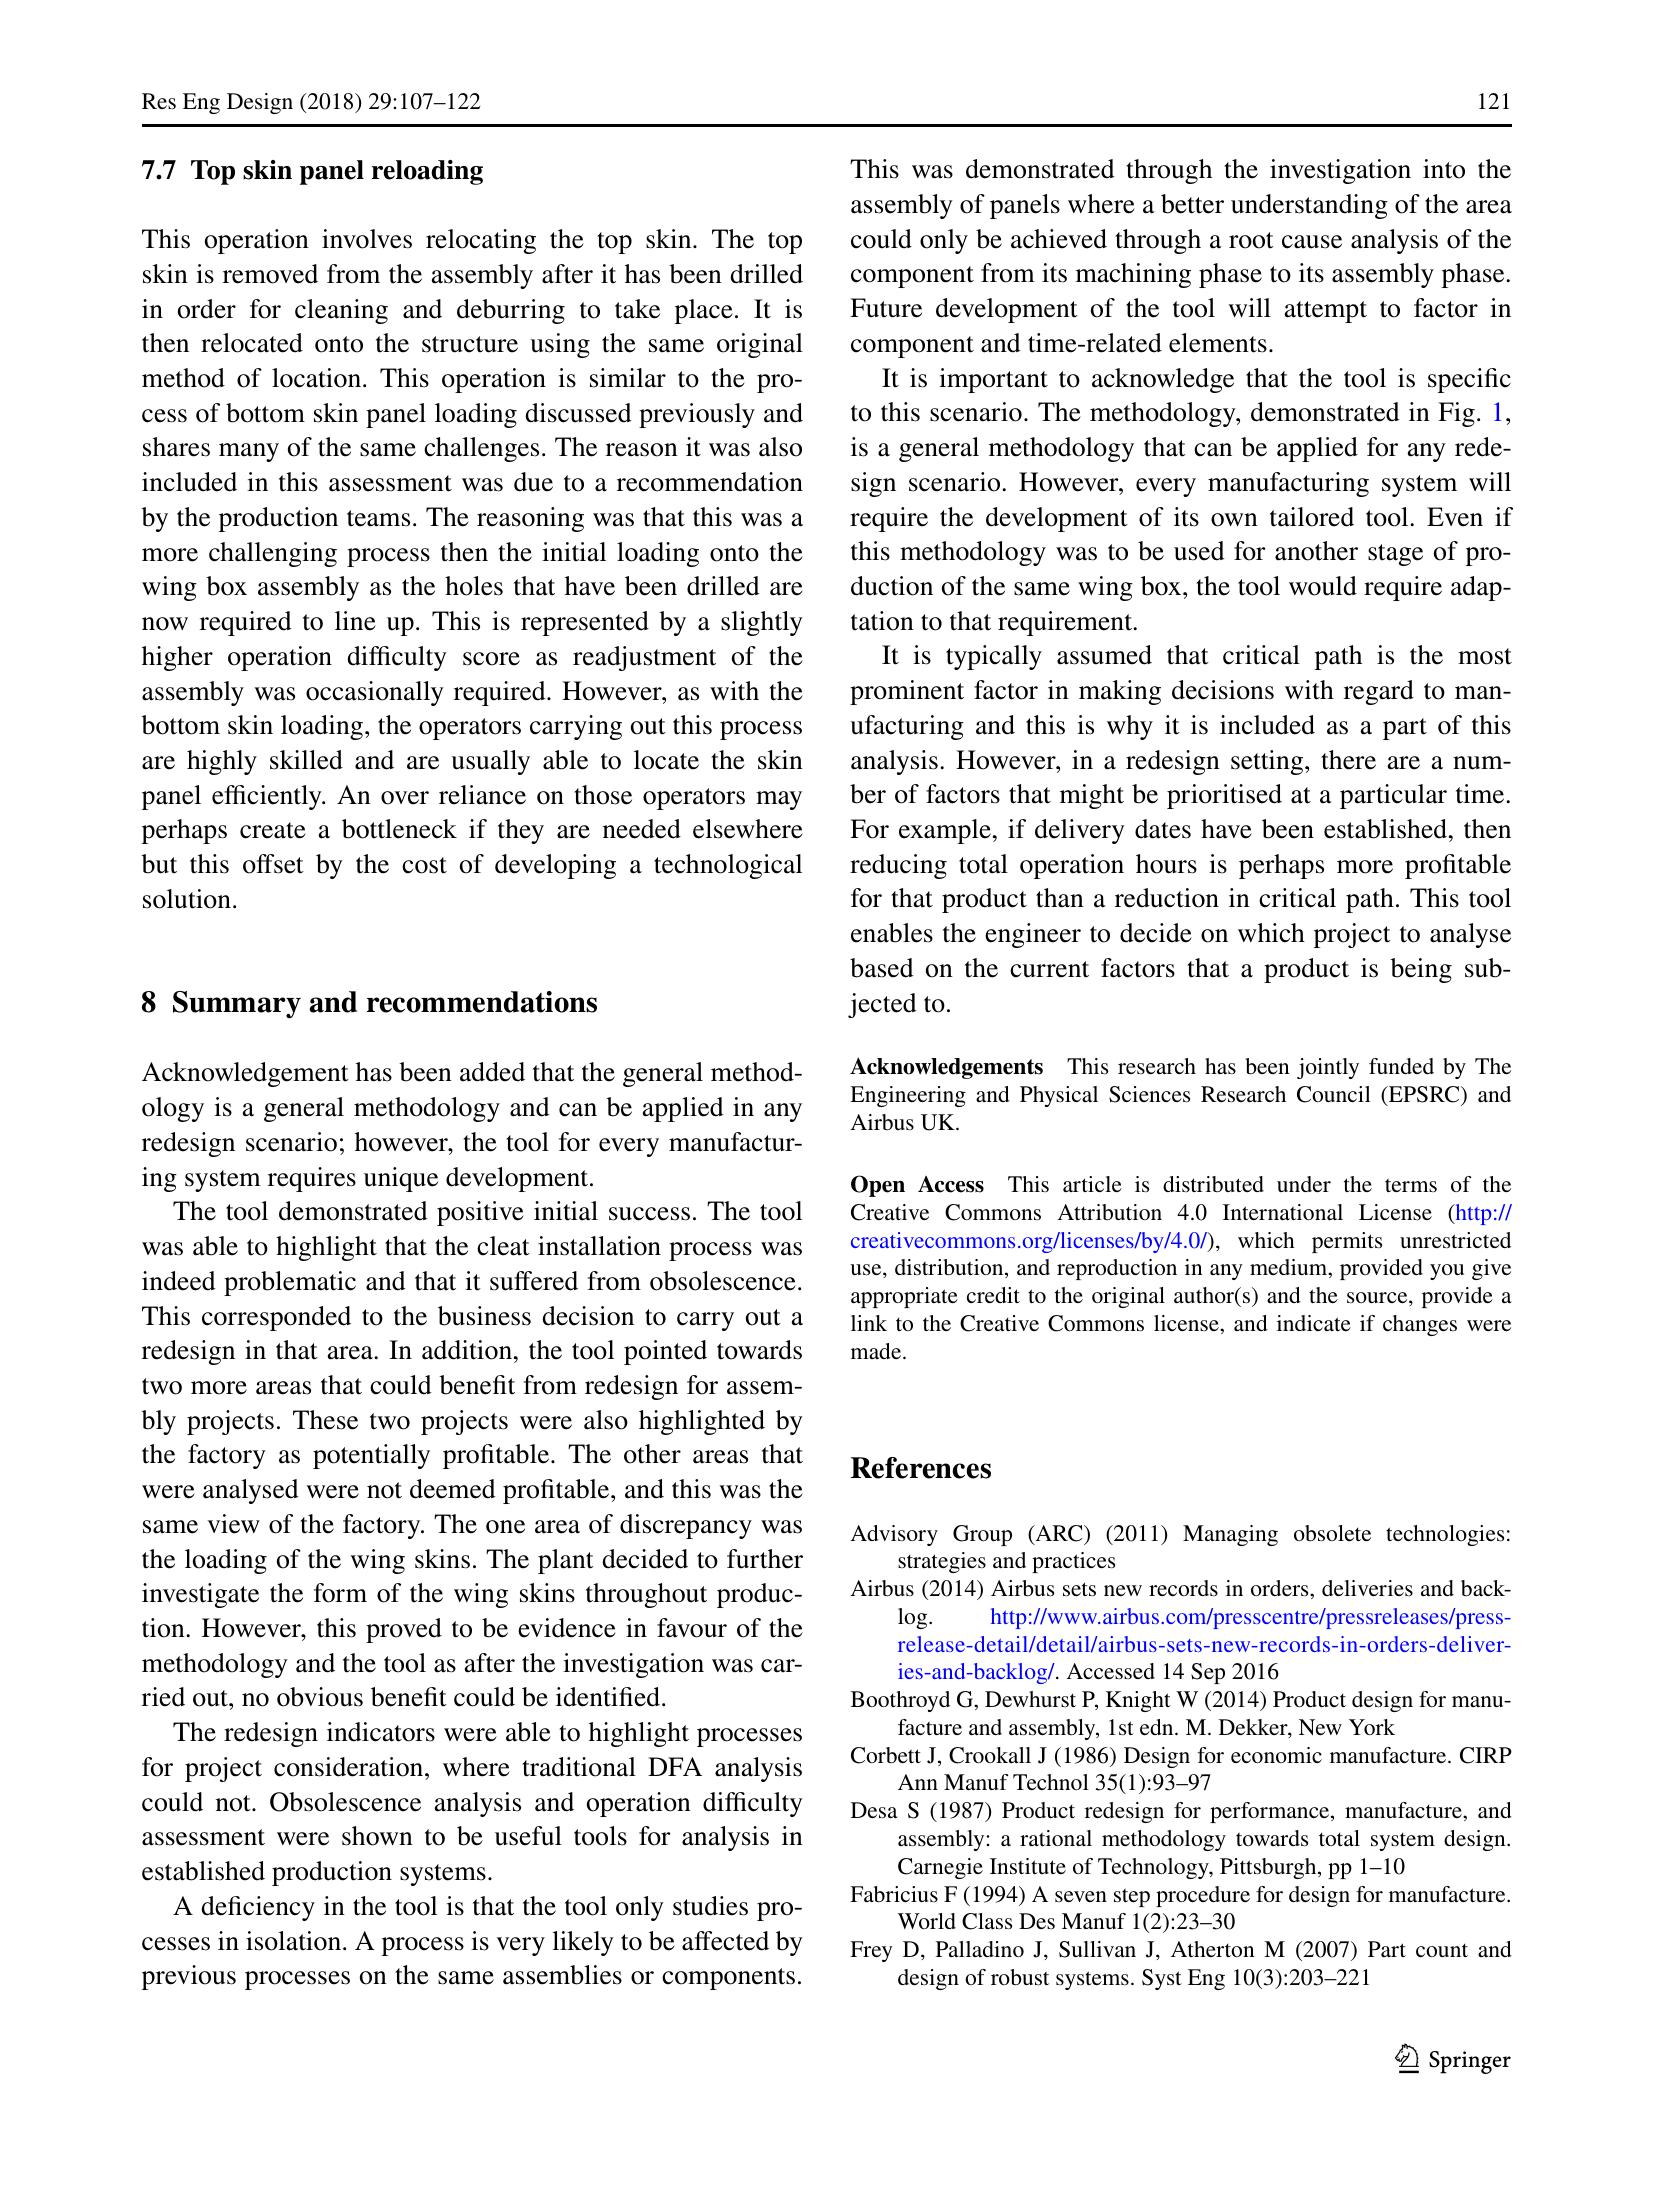 Res Eng Design (2018) 29:107–122
121
7.7 Top skin panel reloading
This operation involves relocating the top skin. The top
skin is removed from the assembly after it has been drilled
in order for cleaning and deburring to take place. It is
then relocated onto the structure using the same original
method of location. This operation is similar to the pro-
cess of bottom skin panel loading discussed previously and
shares many of the same challenges. The reason it was also
included in this assessment was due to a recommendation
by the production teams. The reasoning was that this was a
more challenging process then the initial loading onto the
wing box assembly as the holes that have been drilled are
now required to line up. This is represented by a slightly
higher operation difficulty score as readjustment of the
assembly was occasionally required. However, as with the
bottom skin loading, the operators carrying out this process
are highly skilled and are usually able to locate the skin
panel efficiently. An over reliance on those operators may
perhaps create a bottleneck if they are needed elsewhere
but this offset by the cost of developing a technological
solution.
8 Summary and recommendations
Acknowledgement has been added that the general method-
ology is a general methodology and can be applied in any
redesign scenario; however, the tool for every manufactur-
ing system requires unique development.
The tool demonstrated positive initial success. The tool
was able to highlight that the cleat installation process was
indeed problematic and that it suffered from obsolescence.
This corresponded to the business decision to carry out a
redesign in that area. In addition, the tool pointed towards
two more areas that could benefit from redesign for assem-
bly projects. These two projects were also highlighted by
the factory as potentially profitable. The other areas that
were analysed were not deemed profitable, and this was the
same view of the factory. The one area of discrepancy was
the loading of the wing skins. The plant decided to further
investigate the form of the wing skins throughout produc-
tion. However, this proved to be evidence in favour of the
methodology and the tool as after the investigation was car-
ried out, no obvious benefit could be identified.
The redesign indicators were able to highlight processes
for project consideration, where traditional DFA analysis
could not. Obsolescence analysis and operation difficulty
assessment were shown to be useful tools for analysis in
established production systems.
A deficiency in the tool is that the tool only studies pro-
cesses in isolation. A process is very likely to be affected by
previous processes on the same assemblies or components.
This was demonstrated through the investigation into the
assembly of panels where a better understanding of the area
could only be achieved through a root cause analysis of the
component from its machining phase to its assembly phase.
Future development of the tool will attempt to factor in
component and time-related elements.
It is important to acknowledge that the tool is specific
to this scenario. The methodology, demonstrated in Fig. 1,
is a general methodology that can be applied for any rede-
sign scenario. However, every manufacturing system will
require the development of its own tailored tool. Even if
this methodology was to be used for another stage of pro-
duction of the same wing box, the tool would require adap-
tation to that requirement.
It is typically assumed that critical path is the most
prominent factor in making decisions with regard to man-
ufacturing and this is why it is included as a part of this
analysis. However, in a redesign setting, there are a num-
ber of factors that might be prioritised at a particular time.
For example, if delivery dates have been established, then
reducing total operation hours is perhaps more profitable
for that product than a reduction in critical path. This tool
enables the engineer to decide on which project to analyse
based on the current factors that a product is being sub-
jected to.
Acknowledgements This research has been jointly funded by The
Engineering and Physical Sciences Research Council (EPSRC) and
Airbus UK.
Open Access This article is distributed under the terms of the
Creative Commons Attribution 4.0 International License (http://
creativecommons.org/licenses/by/4.0/), which permits unrestricted
use, distribution, and reproduction in any medium, provided you give
appropriate credit to the original author(s) and the source, provide a
link to the Creative Commons license, and indicate if changes were
made.
References
Advisory Group (ARC) (2011) Managing obsolete technologies:
strategies and practices
Airbus (2014) Airbus sets new records in orders, deliveries and back-
log. http://www.airbus.com/presscentre/pressreleases/press-
release-detail/detail/airbus-sets-new-records-in-orders-deliver-
ies-and-backlog/. Accessed 14 Sep 2016
Boothroyd G, Dewhurst P, Knight W (2014) Product design for manu-
facture and assembly, 1st edn. M. Dekker, New York
Corbett J, Crookall J (1986) Design for economic manufacture. CIRP
Ann Manuf Technol 35(1):93–97
Desa S (1987) Product redesign for performance, manufacture, and
assembly: a rational methodology towards total system design.
Carnegie Institute of Technology, Pittsburgh, pp 1–10
Fabricius F (1994) A seven step procedure for design for manufacture.
World Class Des Manuf 1(2):23–30
Frey D, Palladino J, Sullivan J, Atherton M (2007) Part count and
design of robust systems. Syst Eng 10(3):203–221
Springer